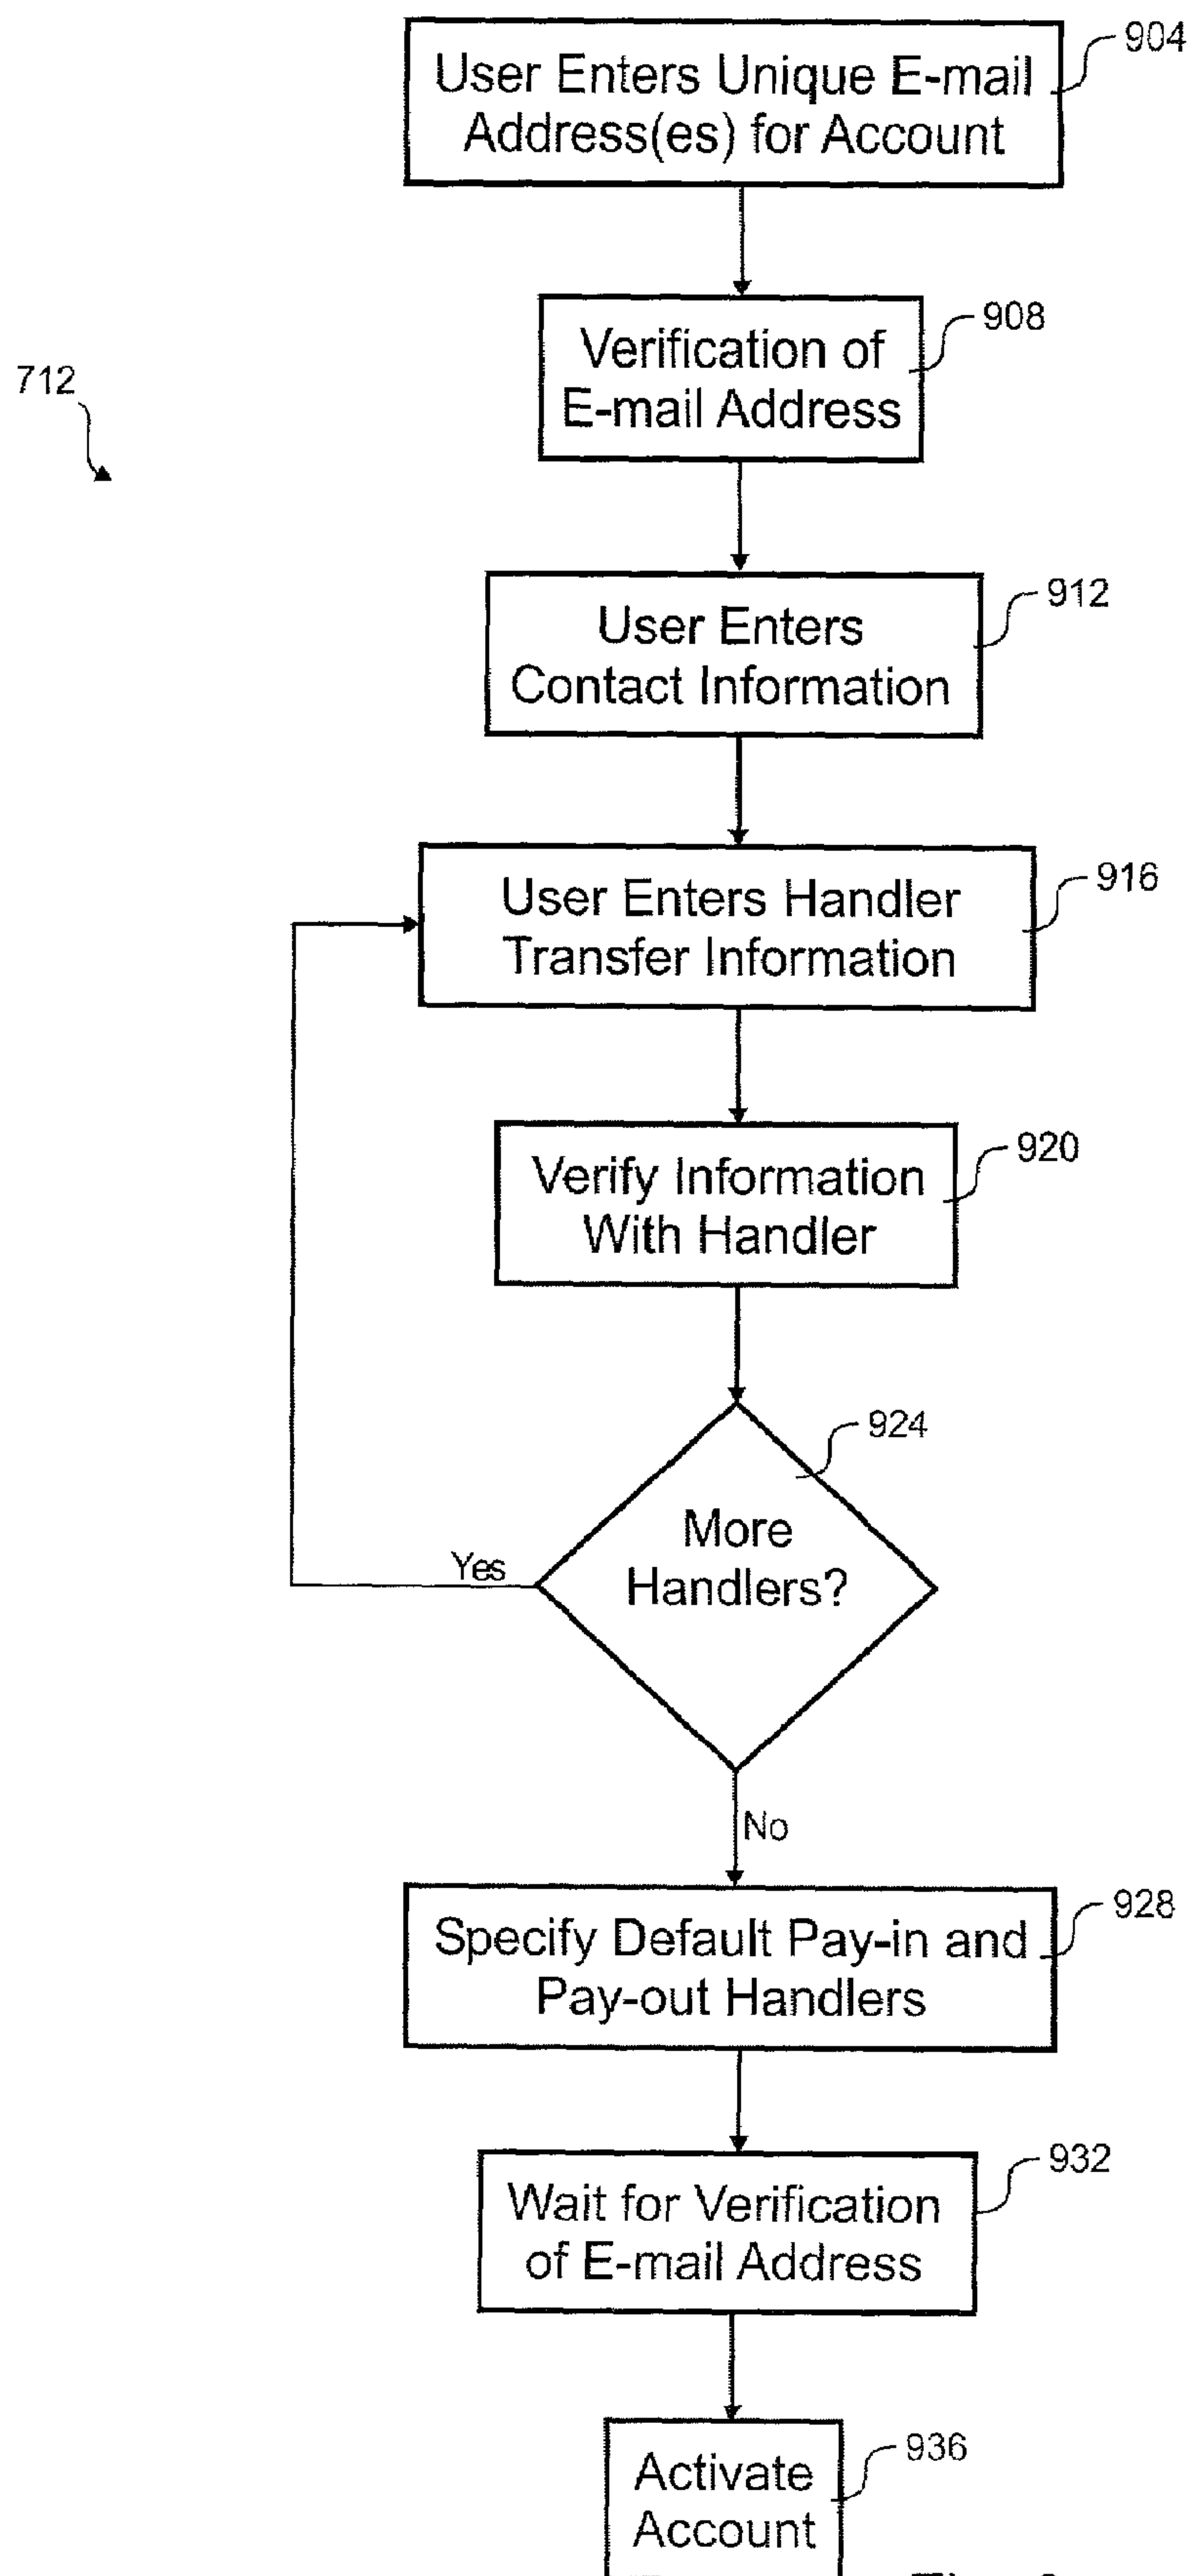 904
User Enters Unique E-mail
Address(es) for Account
908
Verification of
E-mail Address
712
912
User Enters
Contact Information
916
User Enters Handler
Transfer Information
920
Verify Information
With Handler
924
More
Handlers?
Yes
No
928
Specify Default Pay-in and
Pay-out Handlers
932
Wait for Verification
of E-mail Address
936
Activate
Account